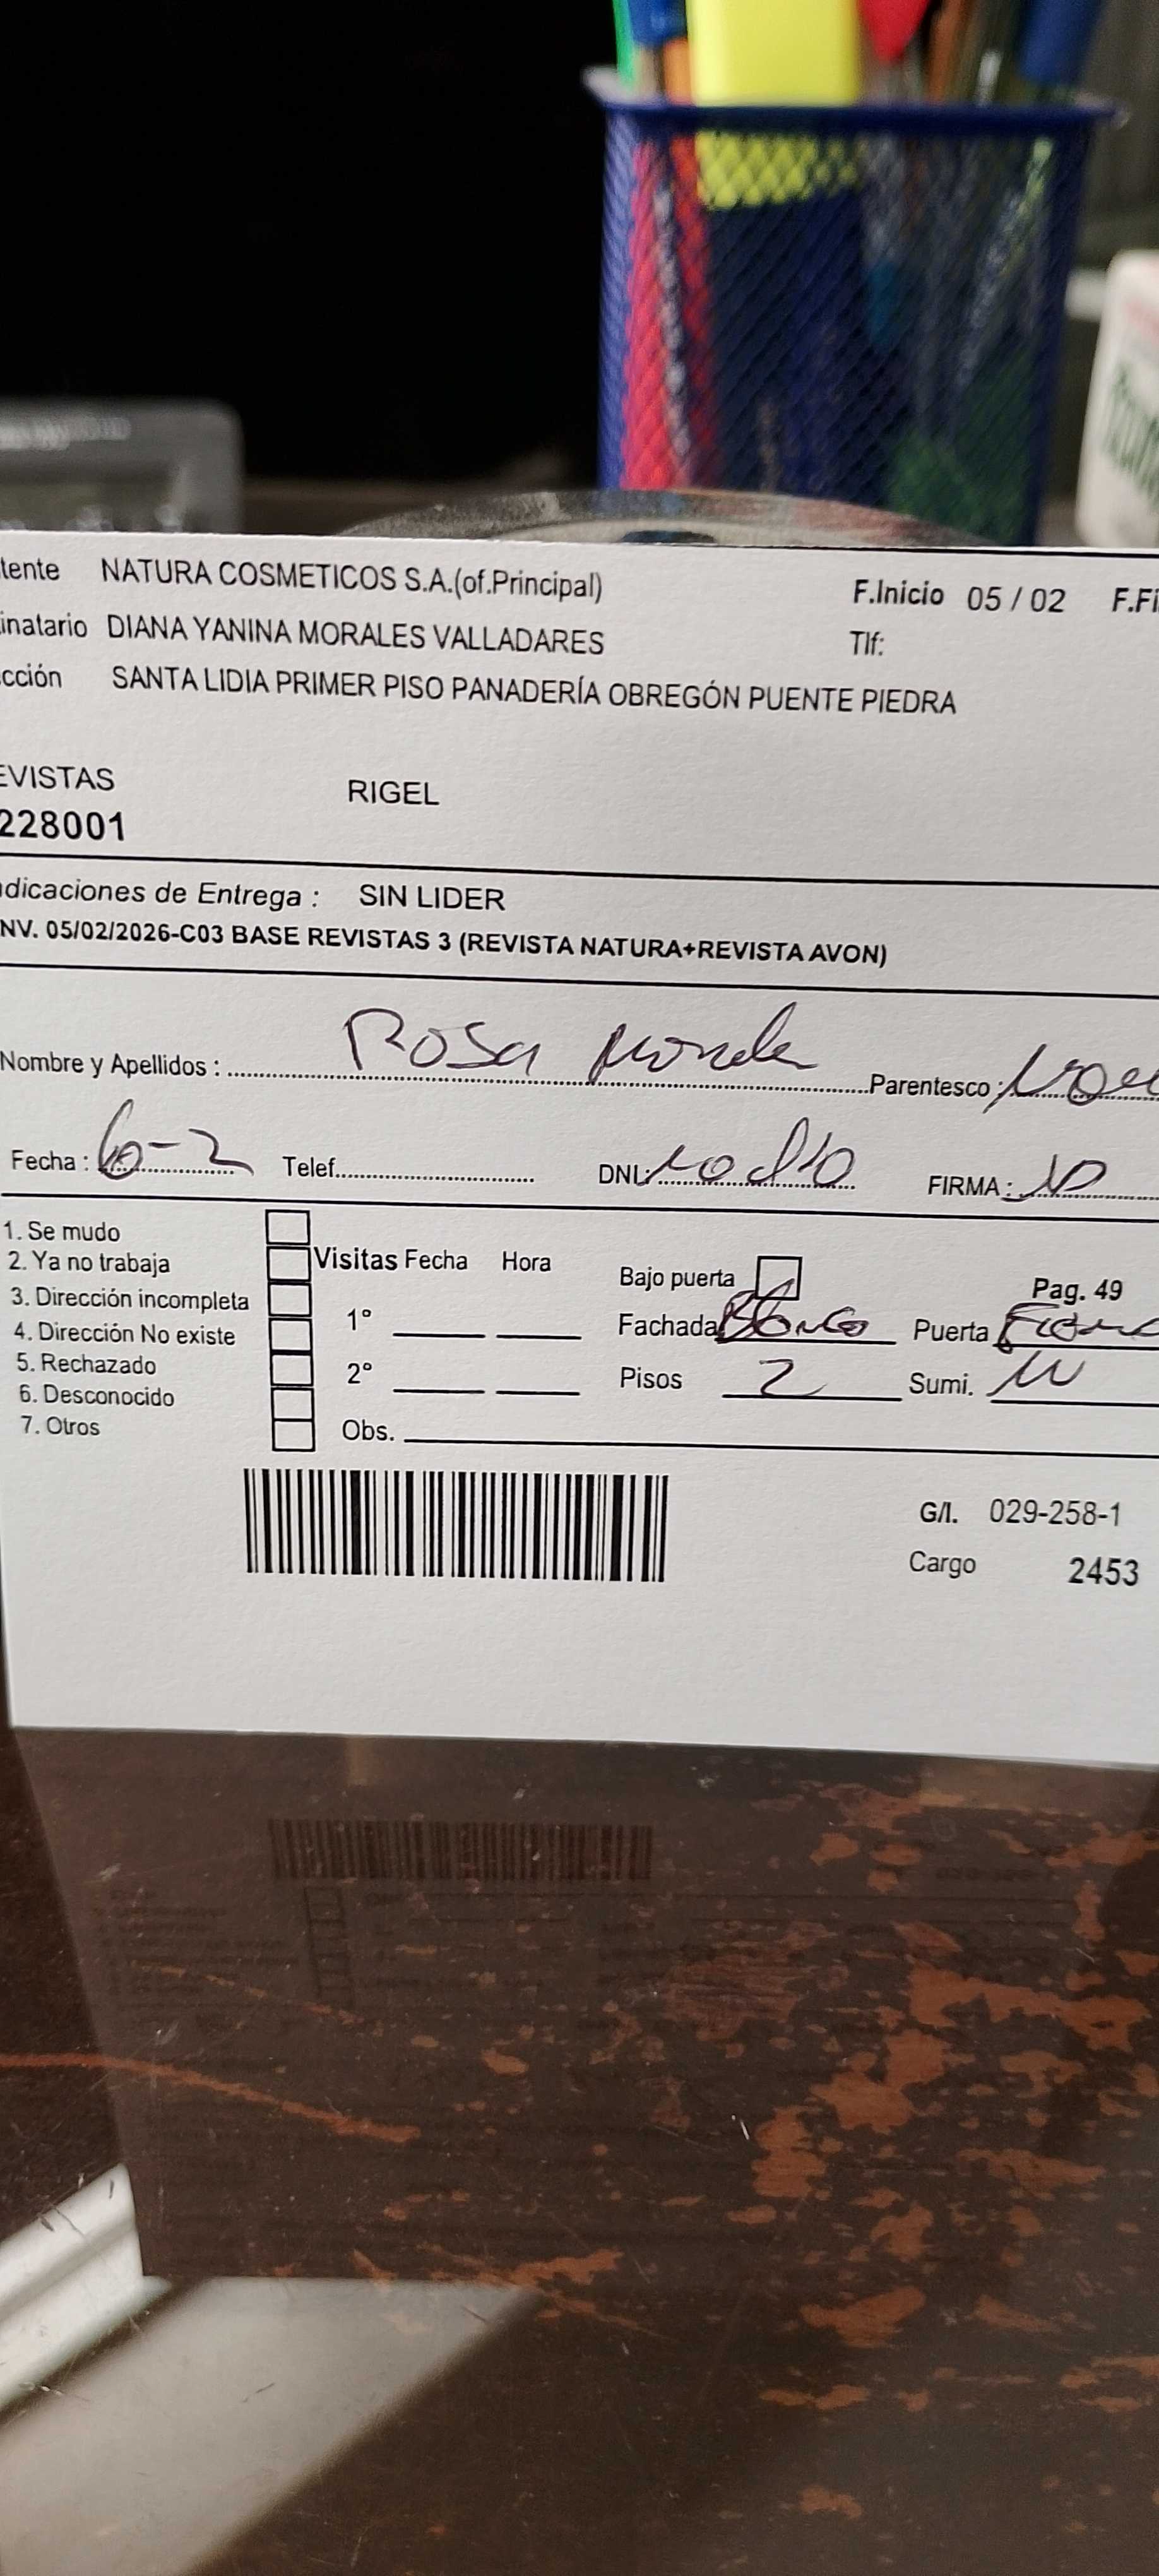 tente NATURA COSMETICOS S.A.(of.Principal) F.Inicio 05 / 02 F.Fi
inatario DIANA YANINA MORALES VALLADARES Tlf:
cción SANTA LIDIA PRIMER PISO PANADERÍA OBREGÓN PUENTE PIEDRA
EVISTAS RIGEL
228001
dicaciones de Entrega : SIN LIDER
NV. 05/02/2026-C03 BASE REVISTAS 3 (REVISTA NATURA+REVISTA AVON)
Nombre y Apellidos : Rosa Parentesco :
Fecha : Telef. DNI: no dio FIRMA :
1. Se mudo
2. Ya no trabaja Visitas Fecha Hora Bajo puerta Pag. 49
3. Dirección incompleta 1° Fachada Puerta
4. Dirección No existe
5. Rechazado 2° Pisos 2 Sumi.
6. Desconocido
7. Otros Obs.
G/I. 029-258-1
Cargo 2453